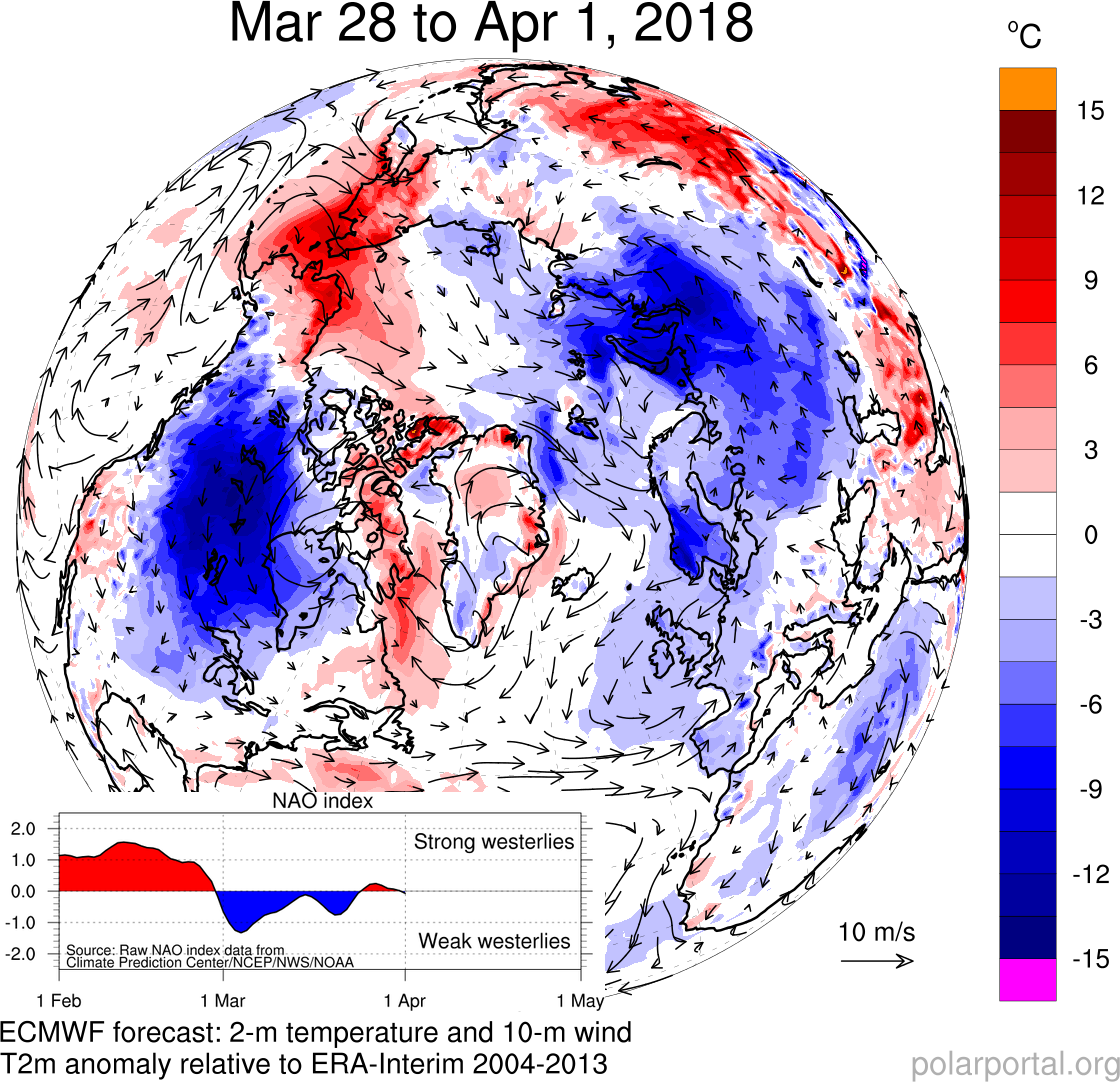 Mar 28 to Apr 1, 2018
oC
15
12
9
6
3
0
-3
-6
-9
-12
-15
10 m/s
NAO index
2.0
1.0
0.0
-1.0
-2.0
Strong westerlies
Weak westerlies
Source: Raw NAO index data from
Climate Prediction Center/NCEP/NWS/NOAA
1 Feb 1 Mar 1 Apr 1 May
ECMWF forecast: 2-m temperature and 10-m wind
T2m anomaly relative to ERA-Interim 2004-2013
polarportal.org